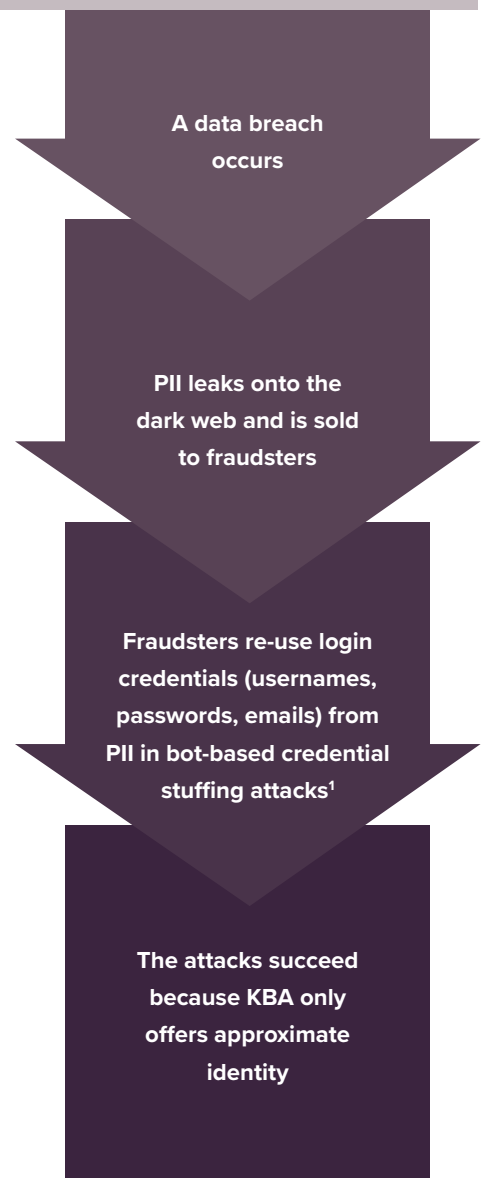 A data breach
occurs
PII leaks onto the
dark web and is sold
to fraudsters
Fraudsters re-use login
credentials (usernames,
passwords, emails) from
PII in bot-based credential
stuffing attacks¹
The attacks succeed
because KBA only
offers approximate
identity